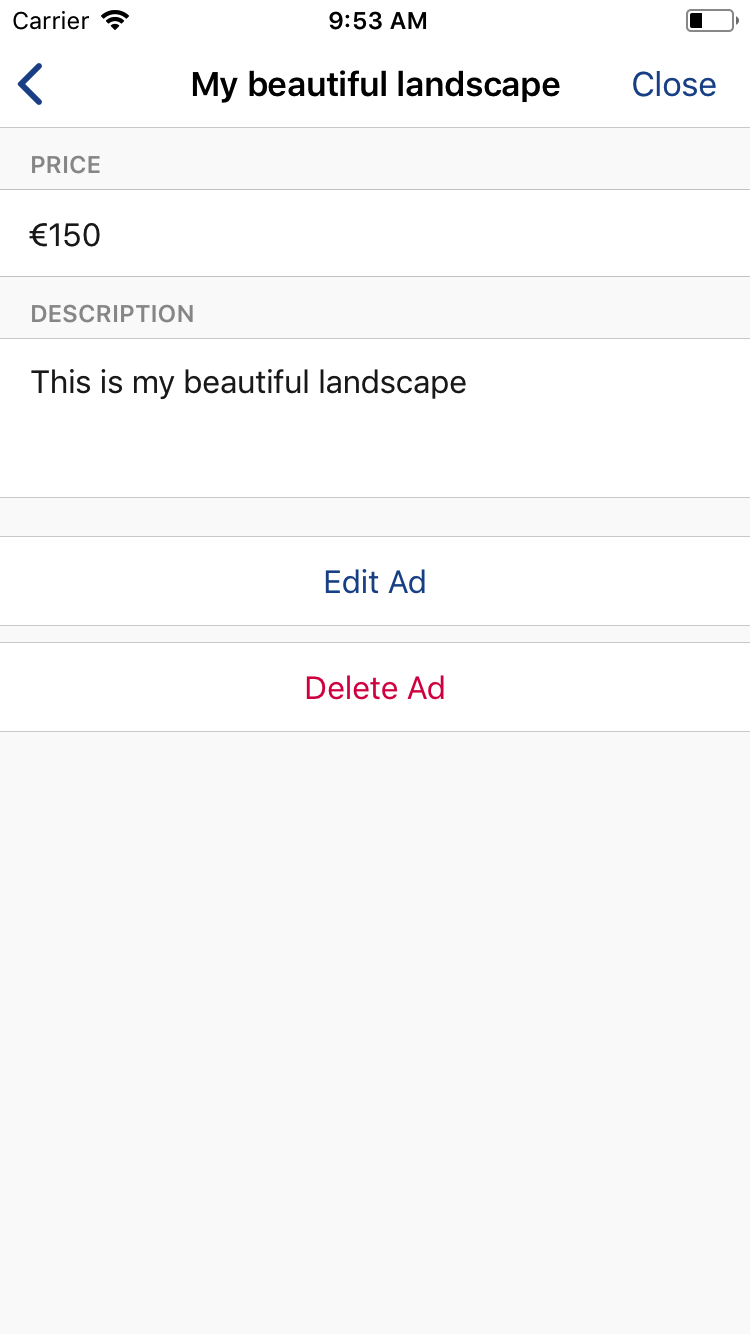 Carrier 9:53 AM
My beautiful landscape Close
PRICE
€150
DESCRIPTION
This is my beautiful landscape
Edit Ad
Delete Ad